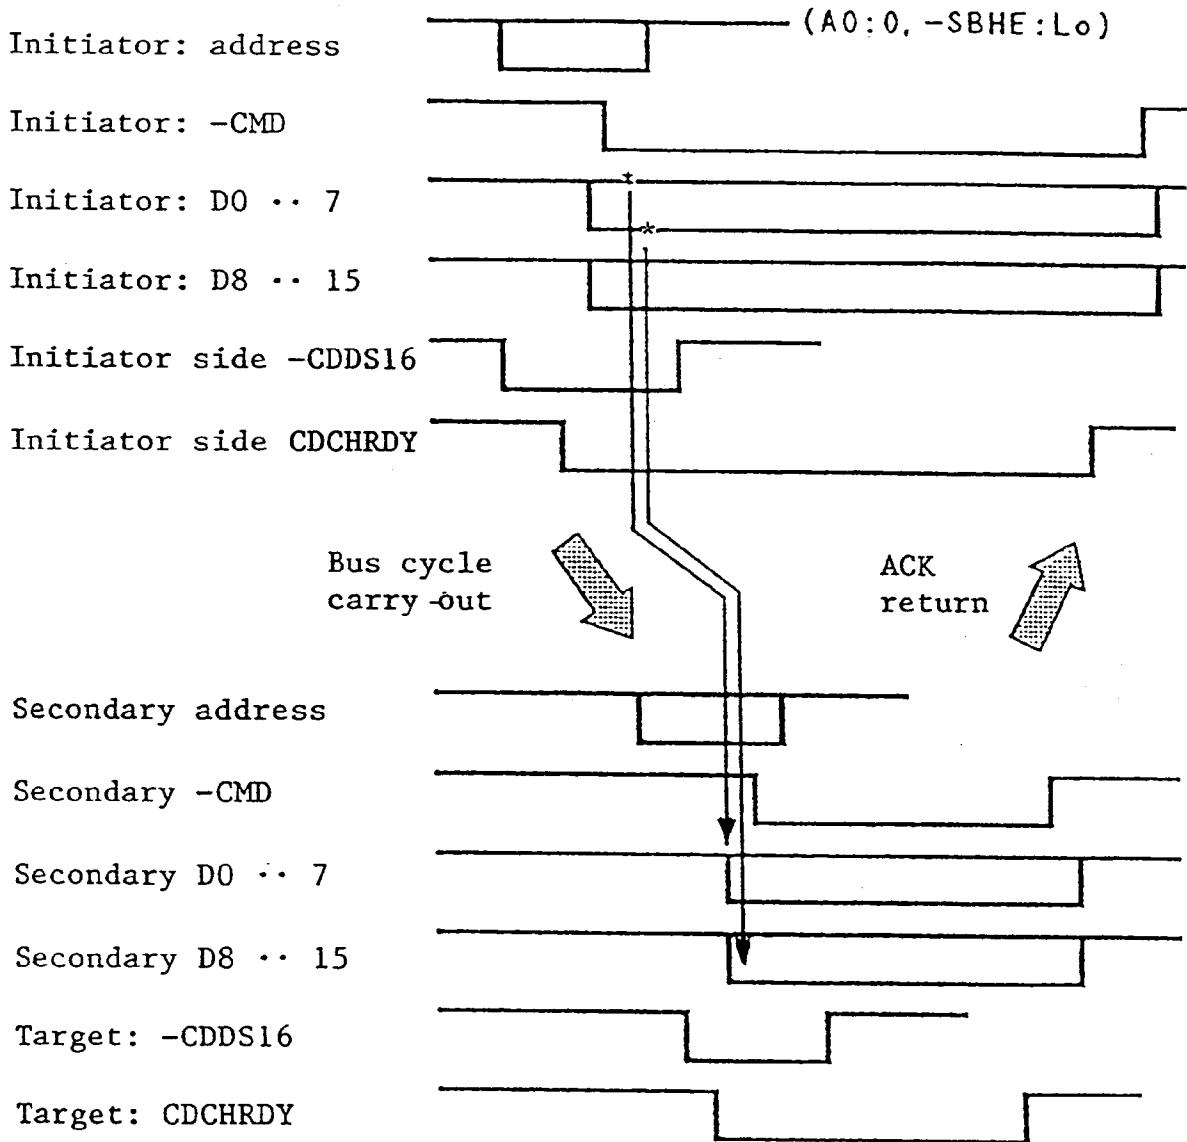 (A0:0, -SBHE:Lo)
Initiator: address
Initiator: -CMD
Initiator: D0 ·· 7
*
*
Initiator: D8 ·· 15
Initiator side -CDDS16
Initiator side CDCHRDY
Bus cycle
carry-out
ACK
return
Secondary address
Secondary -CMD
Secondary D0 ·· 7
Secondary D8 ·· 15
Target: -CDDS16
Target: CDCHRDY